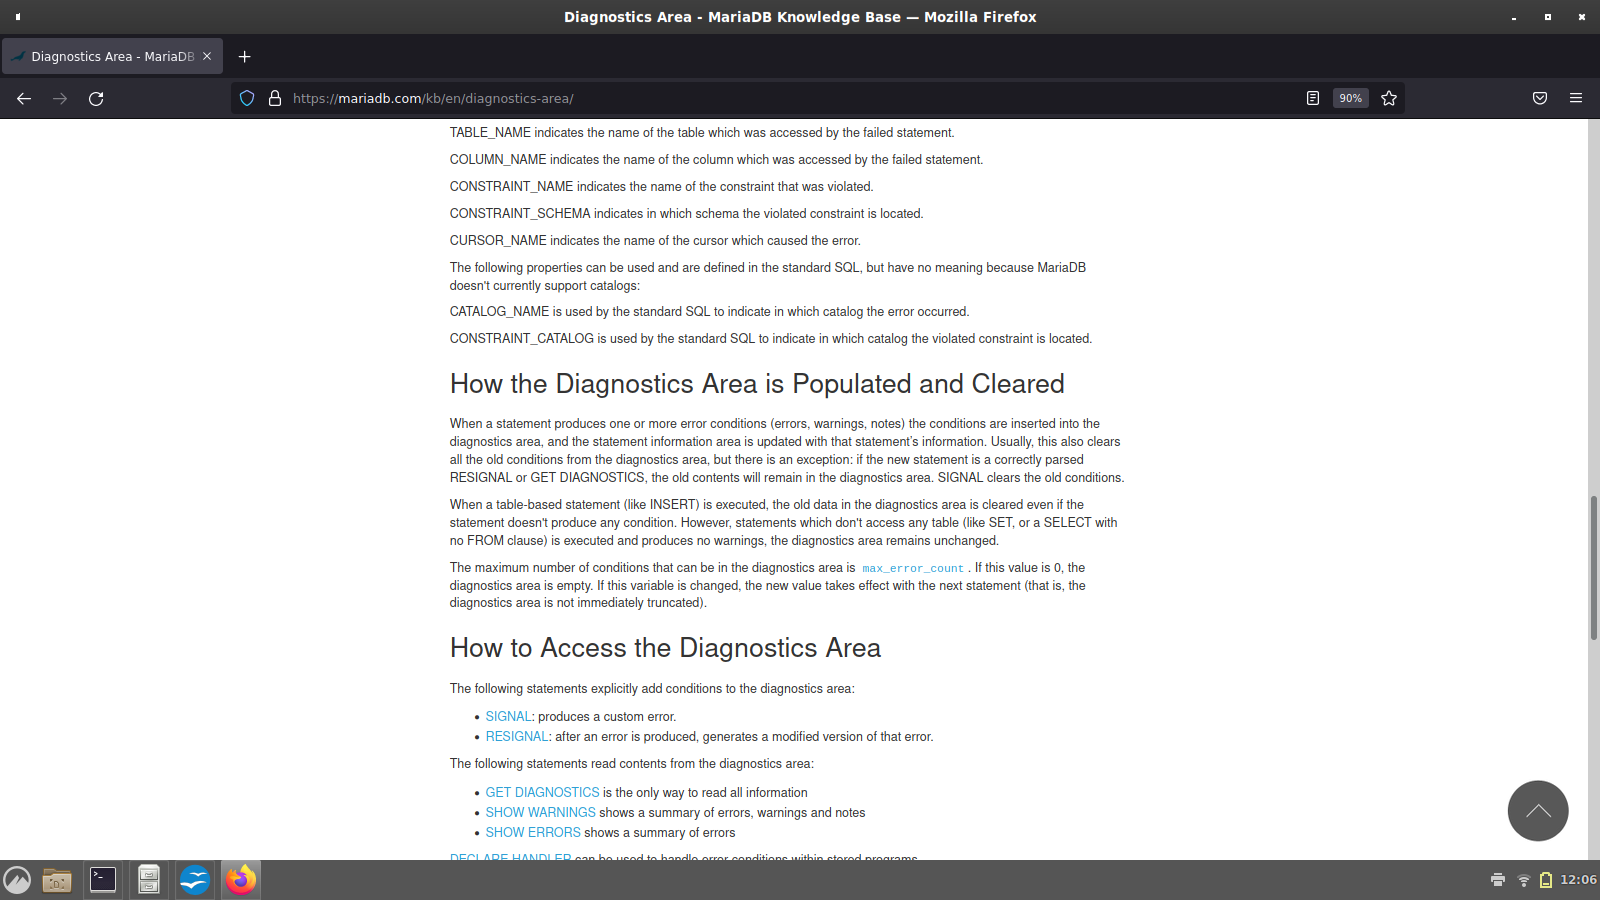 Diagnostics Area - MariaDB Knowledge Base — Mozilla Firefox
Diagnostics Area - MariaDB
https://mariadb.com/kb/en/diagnostics-area/
90%
TABLE_NAME indicates the name of the table which was accessed by the failed statement.
COLUMN_NAME indicates the name of the column which was accessed by the failed statement.
CONSTRAINT_NAME indicates the name of the constraint that was violated.
CONSTRAINT_SCHEMA indicates in which schema the violated constraint is located.
CURSOR_NAME indicates the name of the cursor which caused the error.
The following properties can be used and are defined in the standard SQL, but have no meaning because MariaDB
doesn't currently support catalogs:
CATALOG_NAME is used by the standard SQL to indicate in which catalog the error occurred.
CONSTRAINT_CATALOG is used by the standard SQL to indicate in which catalog the violated constraint is located.
How the Diagnostics Area is Populated and Cleared
When a statement produces one or more error conditions (errors, warnings, notes) the conditions are inserted into the
diagnostics area, and the statement information area is updated with that statement's information. Usually, this also clears
all the old conditions from the diagnostics area, but there is an exception: if the new statement is a correctly parsed
RESIGNAL or GET DIAGNOSTICS, the old contents will remain in the diagnostics area. SIGNAL clears the old conditions.
When a table-based statement (like INSERT) is executed, the old data in the diagnostics area is cleared even if the
statement doesn't produce any condition. However, statements which don't access any table (like SET, or a SELECT with
no FROM clause) is executed and produces no warnings, the diagnostics area remains unchanged.
The maximum number of conditions that can be in the diagnostics area is max_error_count. If this value is 0, the
diagnostics area is empty. If this variable is changed, the new value takes effect with the next statement (that is, the
diagnostics area is not immediately truncated).
How to Access the Diagnostics Area
The following statements explicitly add conditions to the diagnostics area:
• SIGNAL: produces a custom error.
• RESIGNAL: after an error is produced, generates a modified version of that error.
The following statements read contents from the diagnostics area:
• GET DIAGNOSTICS is the only way to read all information
• SHOW WARNINGS shows a summary of errors, warnings and notes
• SHOW ERRORS shows a summary of errors
DECLARE HANDLER can be used to handle error conditions within stored programs
12:06